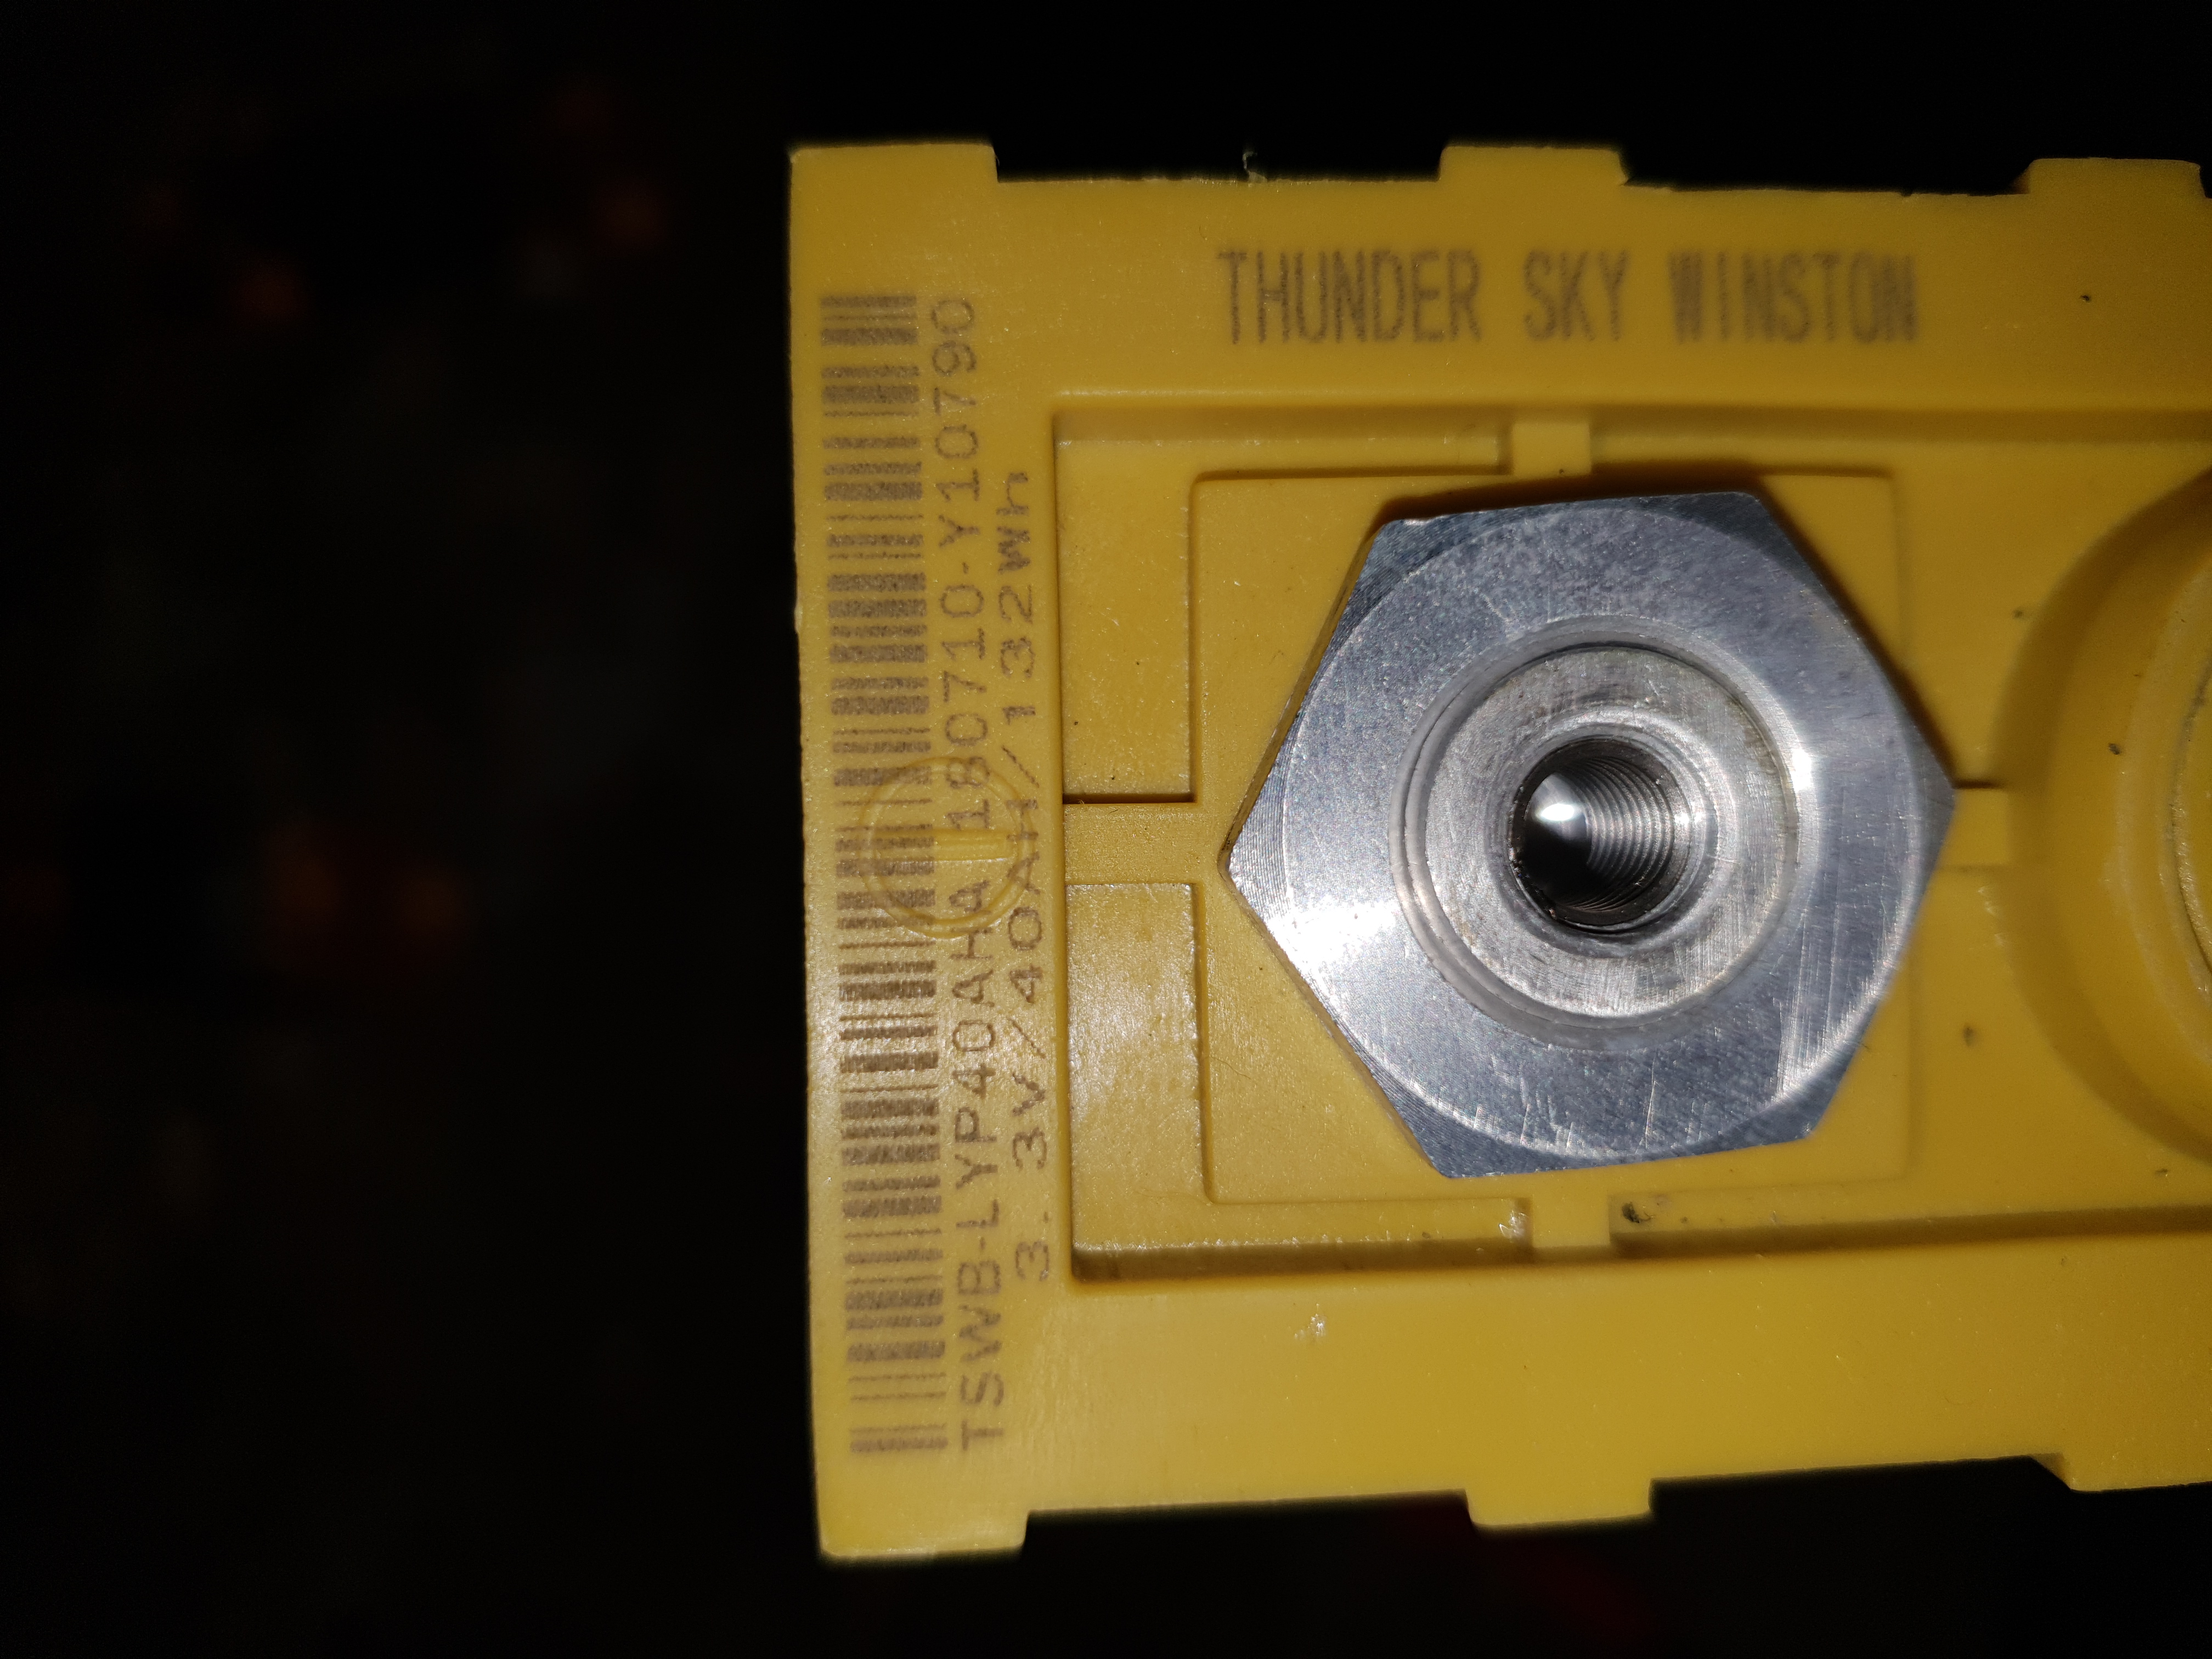 THUNDER SKY WINSTON
TSWB-LYP40AHA 180710-Y10790
3.3V/40AH/132Wh